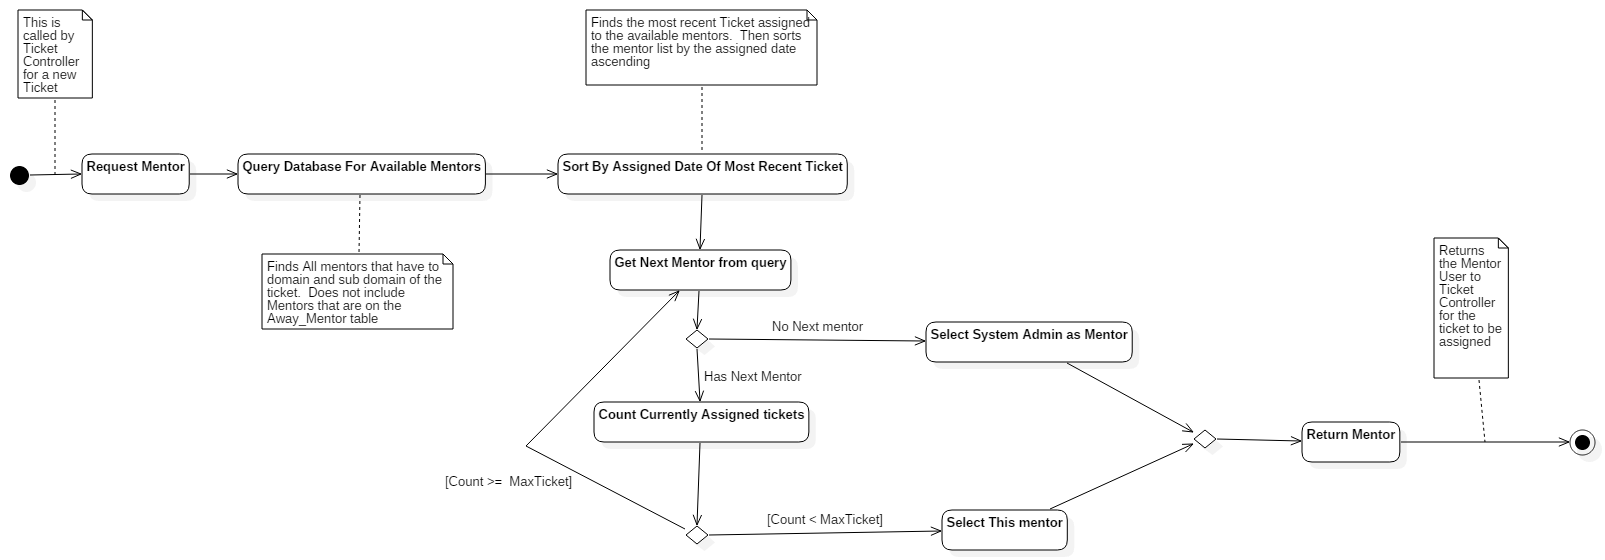 This is
called by
Ticket
Controller
for a new
Ticket
Finds the most recent Ticket assigned
to the available mentors.  Then sorts
the mentor list by the assigned date
ascending
Request Mentor
Query Database For Available Mentors
Sort By Assigned Date Of Most Recent Ticket
Finds All mentors that have to
domain and sub domain of the
ticket.  Does not include
Mentors that are on the
Away_Mentor table
Get Next Mentor from query
Returns
the Mentor
User to
Ticket
Controller
for the
ticket to be
assigned
No Next mentor
Select System Admin as Mentor
Has Next Mentor
Count Currently Assigned tickets
Return Mentor
[Count >=  MaxTicket]
[Count < MaxTicket]
Select This mentor